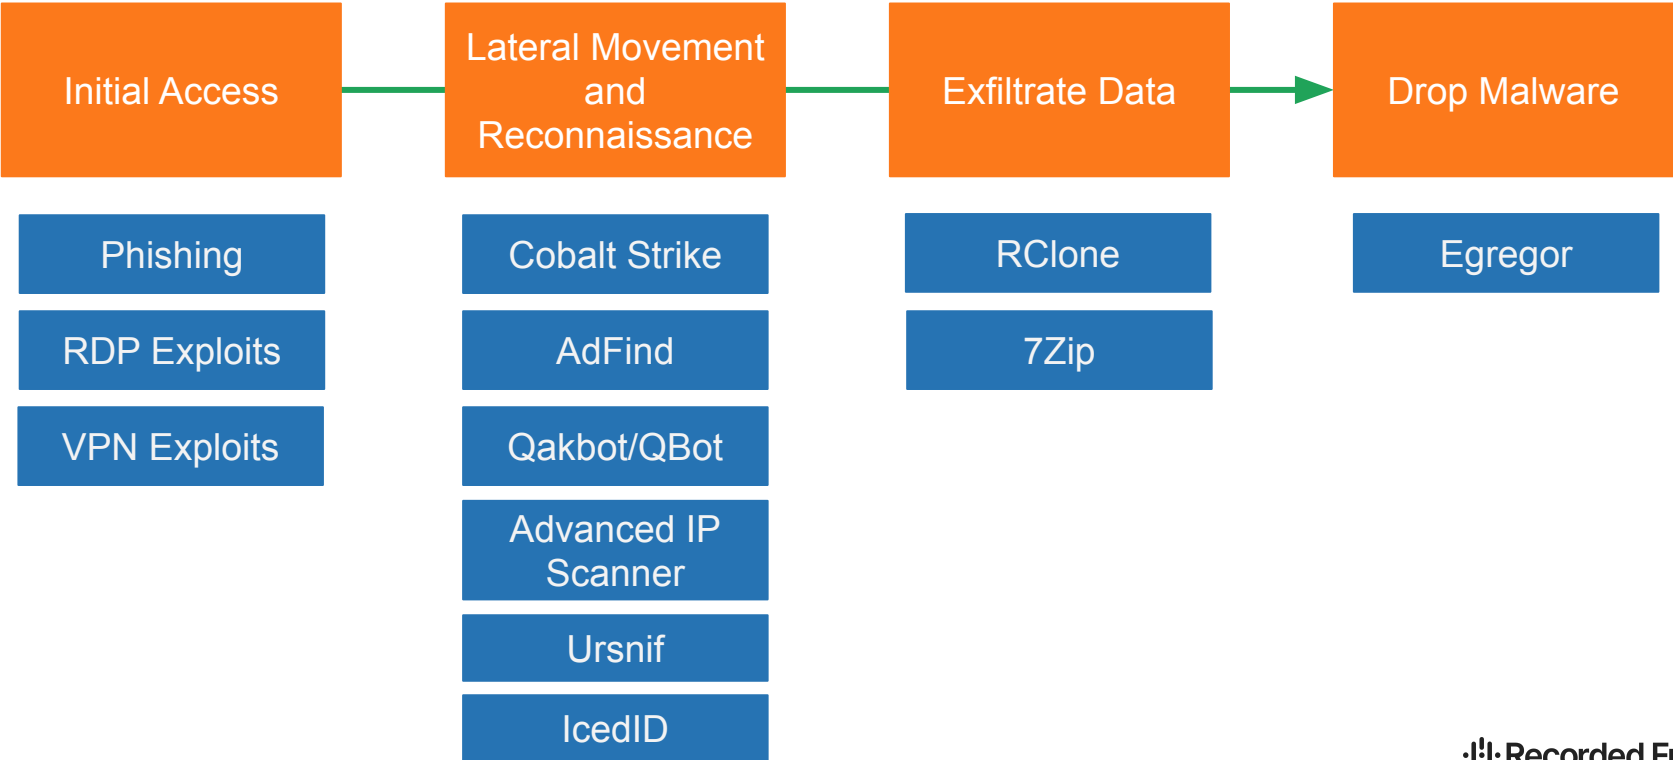 Initial Access
Lateral Movement
and
Reconnaissance
Exfiltrate Data
Drop Malware
Phishing
RDP Exploits
VPN Exploits
Cobalt Strike
AdFind
Qakbot/QBot
Advanced IP
Scanner
Ursnif
IcedID
RClone
7Zip
Egregor
Recorded